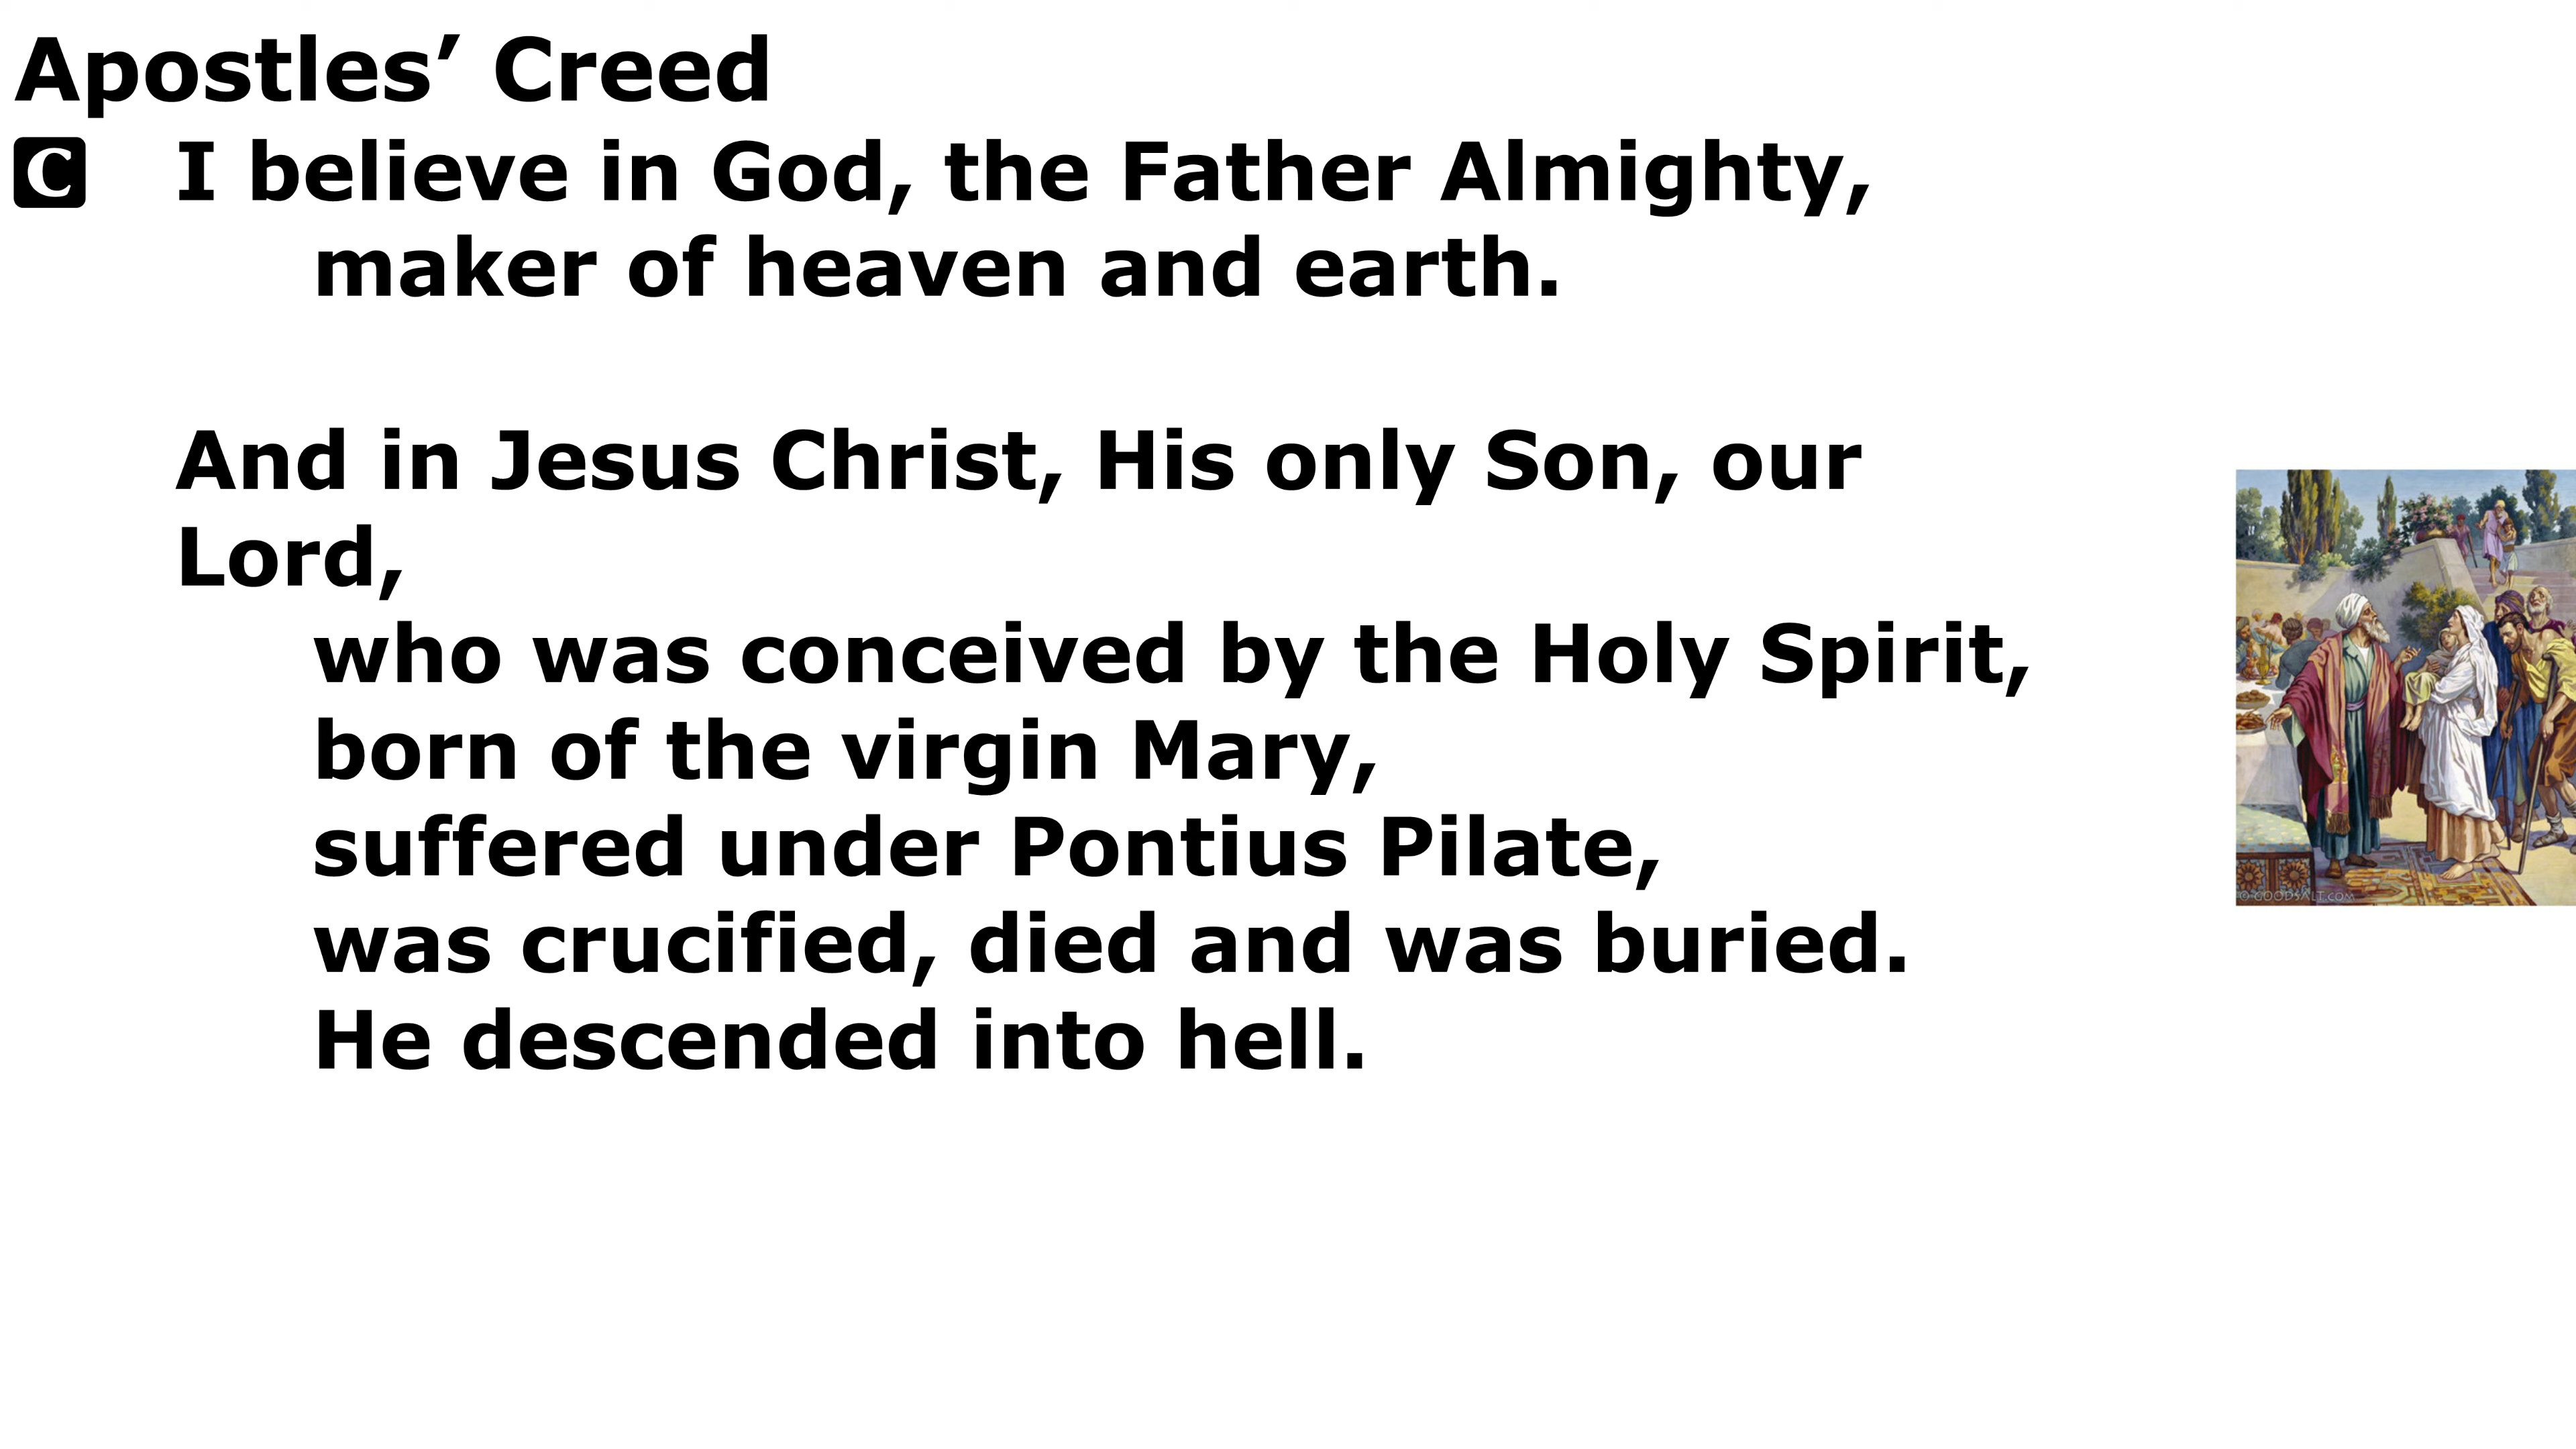 Apostles’ Creed
C I believe in God, the Father Almighty,
maker of heaven and earth.
And in Jesus Christ, His only Son, our
Lord,
who was conceived by the Holy Spirit,
born of the virgin Mary,
suffered under Pontius Pilate,
was crucified, died and was buried.
He descended into hell.
© GOODSALT.COM